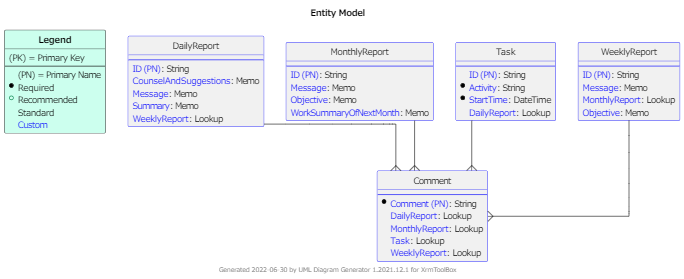 Entity Model
Legend
(PK) = Primary Key
(PN) = Primary Name
Required
Recommended
Standard
Custom
DailyReport
ID (PN): String
CounselAndSuggestions: Memo
Message: Memo
Summary: Memo
WeeklyReport: Lookup
MonthlyReport
ID (PN): String
Message: Memo
Objective: Memo
WorkSummaryOfNextMonth: Memo
Task
ID (PN): String
Activity: String
StartTime: DateTime
DailyReport: Lookup
WeeklyReport
ID (PN): String
Message: Memo
MonthlyReport: Lookup
Objective: Memo
Comment
Comment (PN): String
DailyReport: Lookup
MonthlyReport: Lookup
Task: Lookup
WeeklyReport: Lookup
Generated 2022-06-30 by UML Diagram Generator 1.2021.12.1 for XrmToolBox